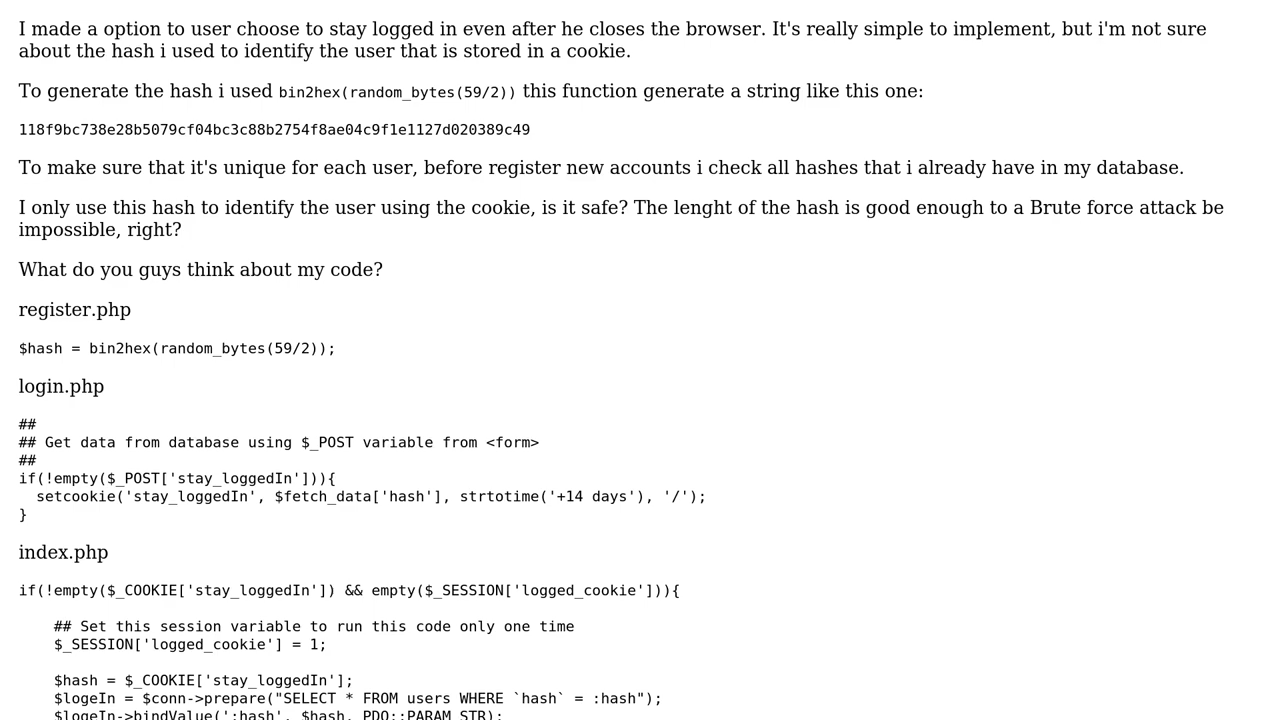 I made a option to user choose to stay logged in even after he closes the browser. It's really simple to implement, but i'm not sure
about the hash i used to identify the user that is stored in a cookie.
To generate the hash i used bin2hex(random_bytes(59/2)) this function generate a string like this one:
118f9bc738e28b5079cf04bc3c88b2754f8ae04c9f1e1127d020389c49
To make sure that it's unique for each user, before register new accounts i check all hashes that i already have in my database.
I only use this hash to identify the user using the cookie, is it safe? The lenght of the hash is good enough to a Brute force attack be
impossible, right?
What do you guys think about my code?
register.php
$hash = bin2hex(random_bytes(59/2));
login.php
##
## Get data from database using $_POST variable from <form>
##
if(!empty($_POST['stay_loggedIn'])){
  setcookie('stay_loggedIn', $fetch_data['hash'], strtotime('+14 days'), '/');
}
index.php
if(!empty($_COOKIE['stay_loggedIn']) && empty($_SESSION['logged_cookie'])){
    ## Set this session variable to run this code only one time
    $_SESSION['logged_cookie'] = 1;
    $hash = $_COOKIE['stay_loggedIn'];
    $logeIn = $conn->prepare("SELECT * FROM users WHERE `hash` = :hash");
    $logeIn->bindValue(':hash', $hash, PDO::PARAM_STR);